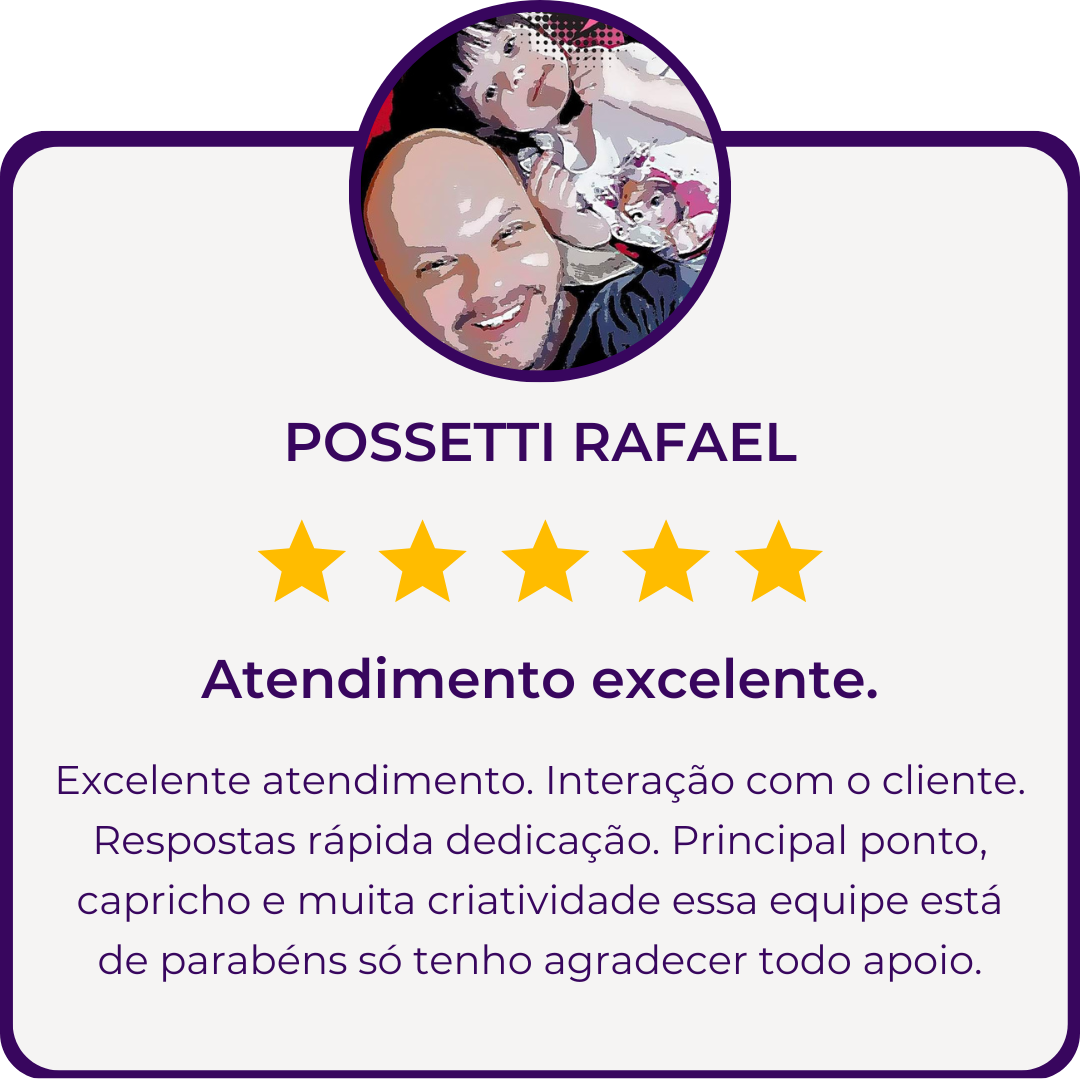 POSSETTI RAFAEL
Atendimento excelente.
Excelente atendimento. Interação com o cliente.
Respostas rápida dedicação. Principal ponto,
capricho e muita criatividade essa equipe está
de parabéns só tenho agradecer todo apoio.